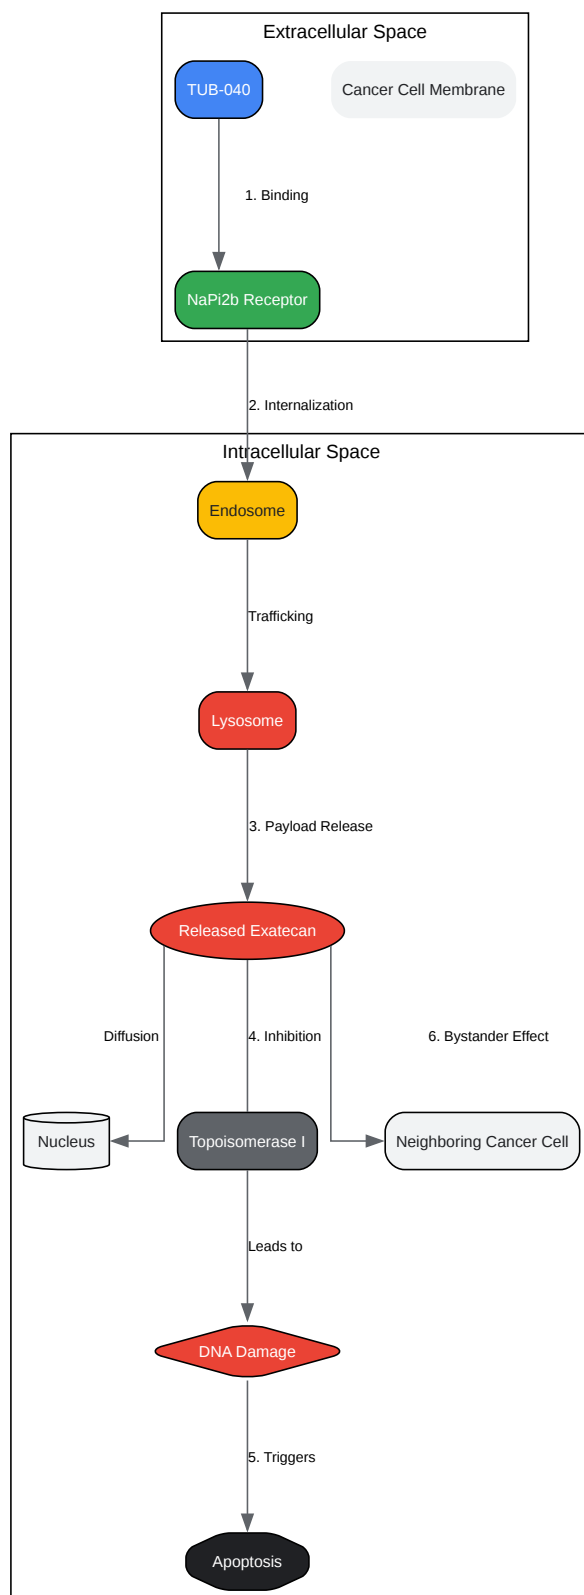 Extracellular Space
TUB-040
Cancer Cell Membrane
1. Binding
NaPi2b Receptor
2. Internalization
Intracellular Space
Endosome
Trafficking
Lysosome
3. Payload Release
Released Exatecan
Diffusion
4. Inhibition
6. Bystander Effect
Nucleus
Topoisomerase I
Neighboring Cancer Cell
Leads to
DNA Damage
5. Triggers
Apoptosis